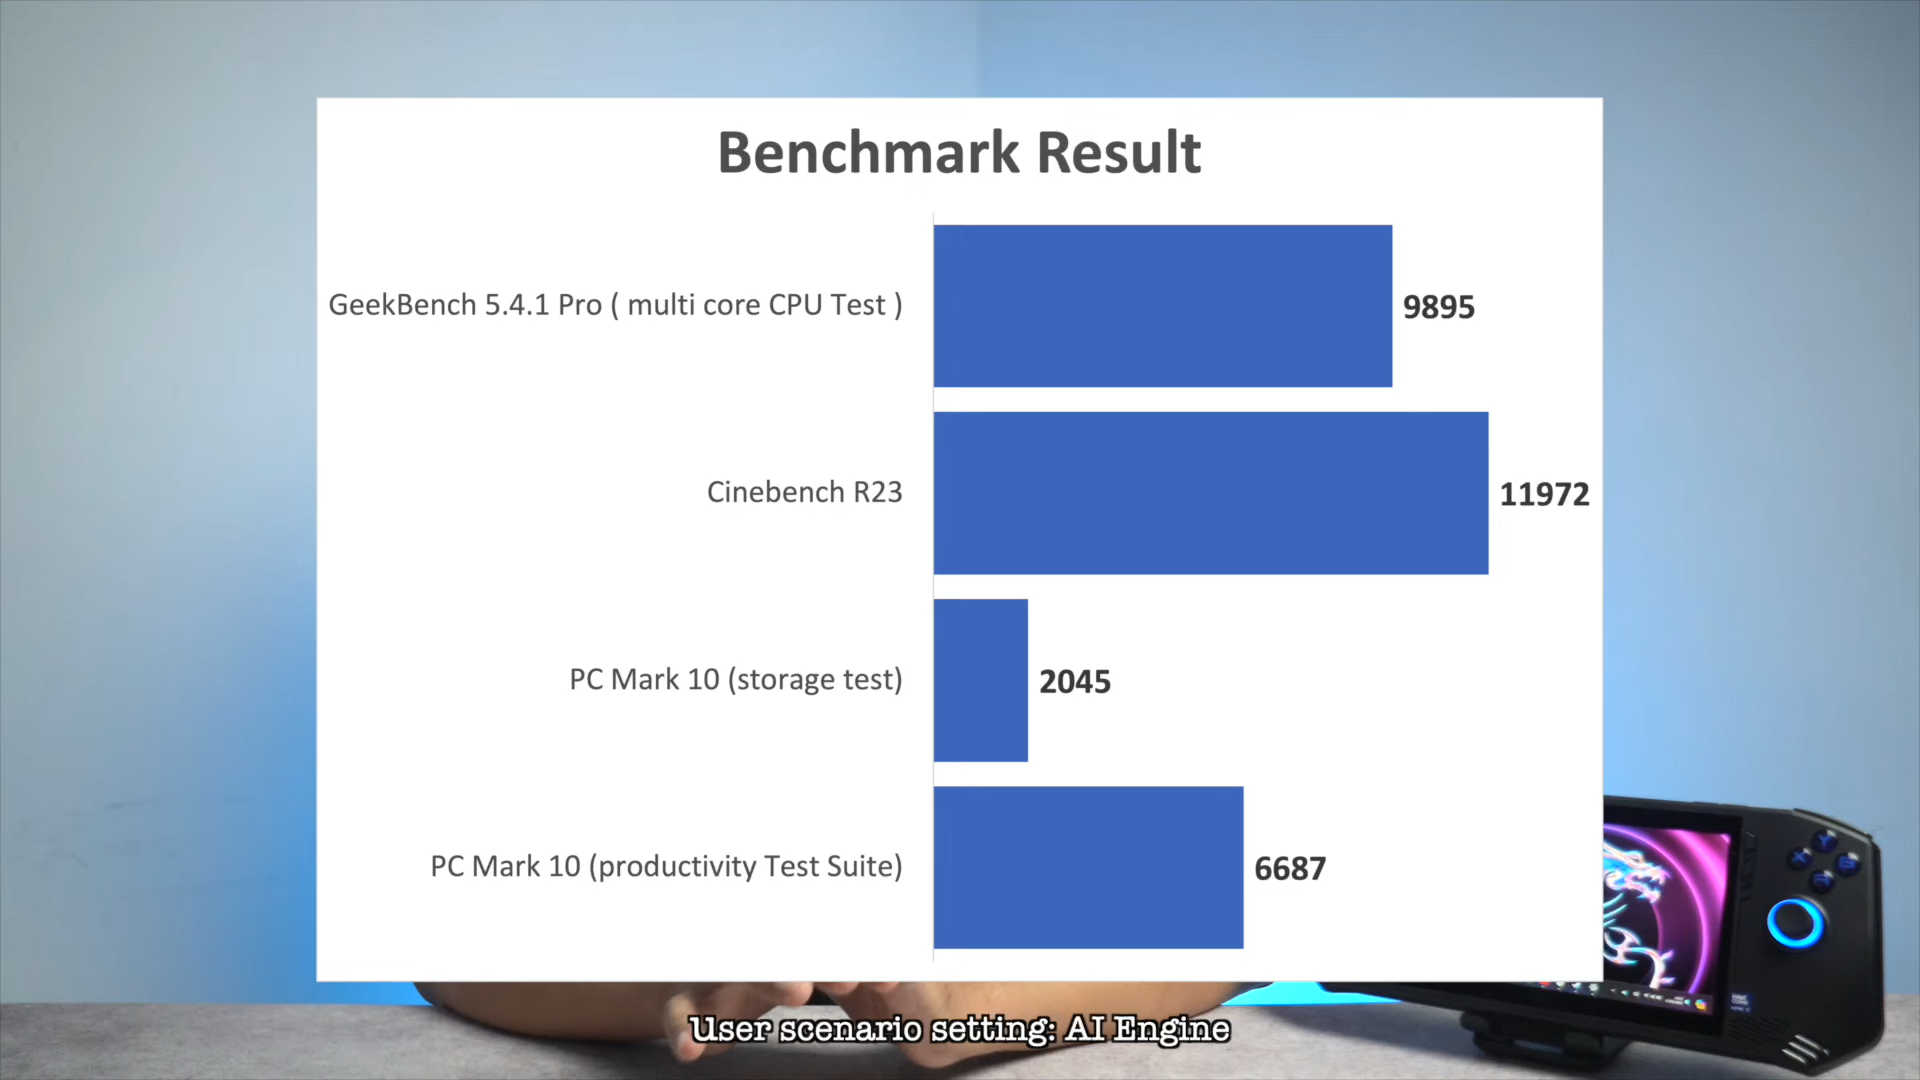 Benchmark Result
GeekBench 5.4.1 Pro ( multi core CPU Test )
9895
Cinebench R23
11972
PC Mark 10 (storage test)
2045
PC Mark 10 (productivity Test Suite)
6687
User scenario setting: AI Engine